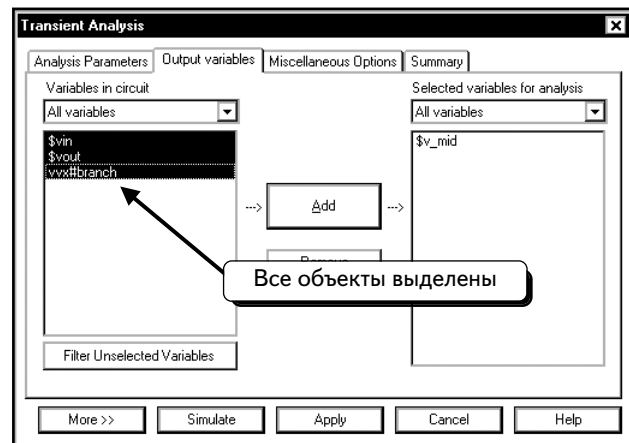 Transient Analysis
Analysis Parameters Output variables Miscellaneous Options Summary
Variables in circuit Selected variables for analysis
All variables All variables
$vin $v_mid
$vout
vvx#branch
---> Add --->
Все объекты выделены
Filter Unselected Variables
More >> Simulate Apply Cancel Help